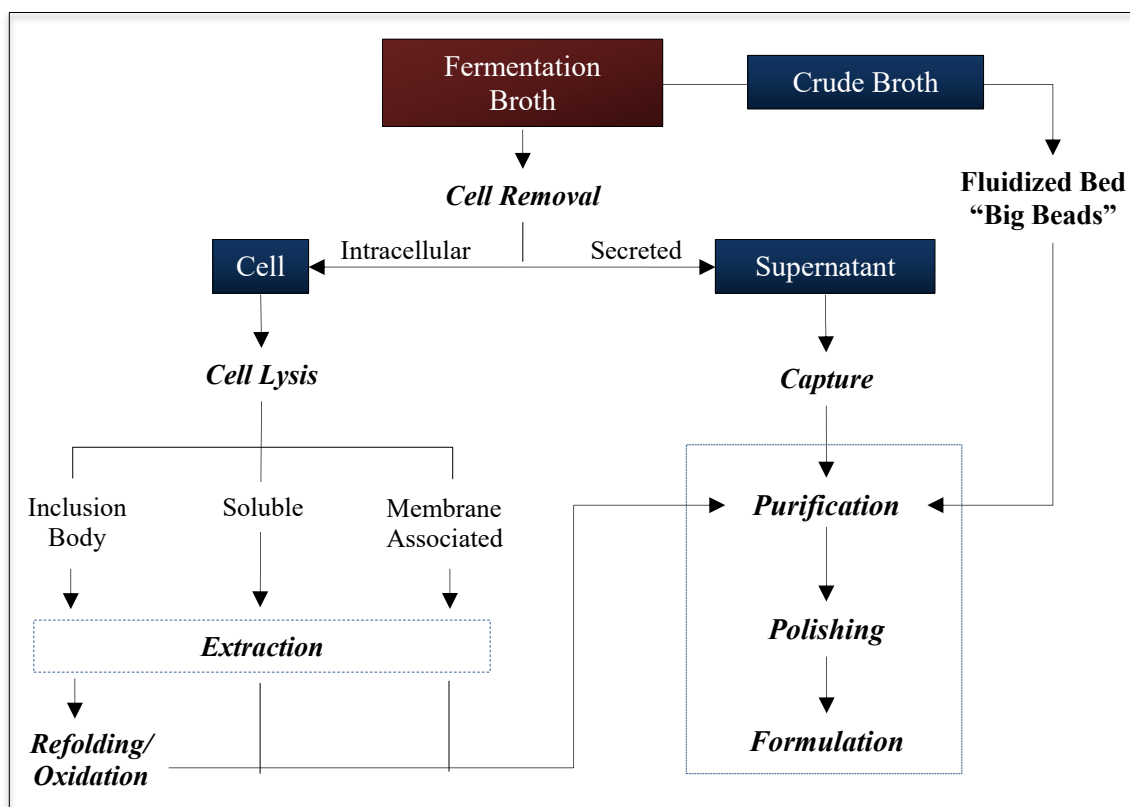 Fermentation
Broth
Crude Broth
Cell Removal
Fluidized Bed
“Big Beads”
Intracellular
Secreted
Cell
Supernatant
Cell Lysis
Capture
Inclusion
Body
Soluble
Membrane
Associated
Purification
Extraction
Polishing
Refolding/
Oxidation
Formulation